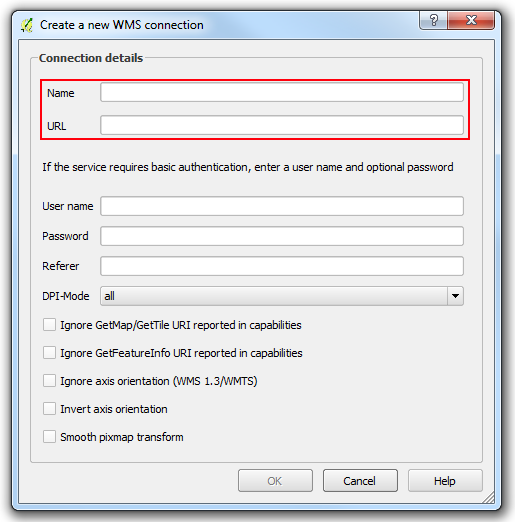 Create a new WMS connection
Connection details
Name
URL
If the service requires basic authentication, enter a user name and optional password
User name
Password
Referer
DPI-Mode all
Ignore GetMap/GetTile URI reported in capabilities
Ignore GetFeatureInfo URI reported in capabilities
Ignore axis orientation (WMS 1.3/WMTS)
Invert axis orientation
Smooth pixmap transform
OK Cancel Help